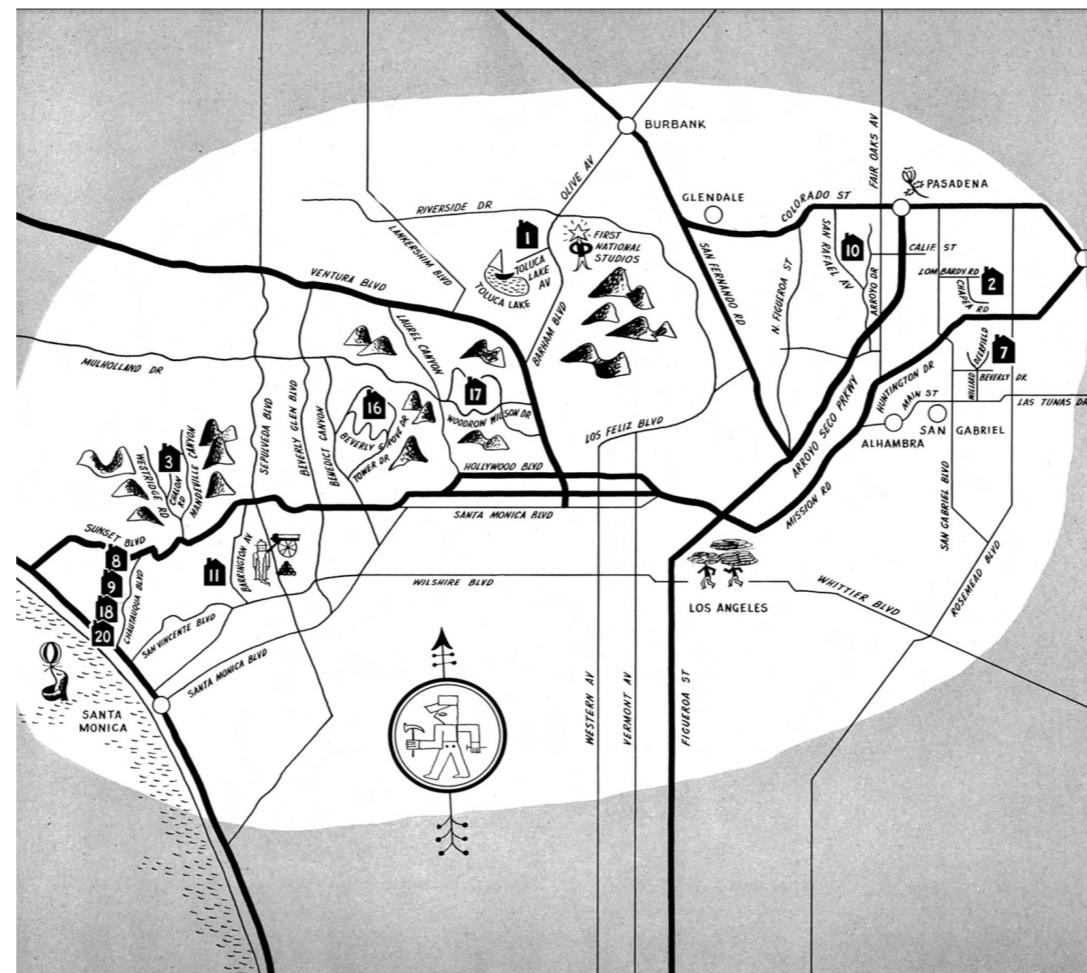 BURBANK
OLIVE AV
FAIR OAKS AV
PASADENA
GLENDALE
COLORADO ST
RIVERSIDE DR
LANKERSHIM BLVD
1
FIRST
NATIONAL
STUDIOS
TOLUCA
LAKE
AV
TOLUCA LAKE
SAN RAFAEL AV
10
CALIF ST
ARROYO DR
N. FIGUEROA ST
SAN FERNANDO RD
LOMBARDY RD
2
CHAPEA
RD
VENTURA BLVD
LAUREL CANYON
BARHAM BLVD
MULHOLLAND DR
SEPULVEDA BLVD
BEVERLY GLEN BLVD
BENEDICT CANYON
16
BEVERLY GROVE DR
TOWER DR
17
WOODROW WILSON DR
HUNTINGTON DR
MAIN ST
DEERFIELD
7
WILLARD
BEVERLY DR.
LAS TUNAS DR.
ALHAMBRA
SAN GABRIEL
LOS FELIZ BLVD
ARROYO SECO PRKWY
MISSION RD
HOLLYWOOD BLVD
SANTA MONICA BLVD
WESTRIDGE RD
3
CHALON
RD
MANDEVILLE CANYON
SUNSET BLVD
8
9
18
20
CHAUTAUQUA BLVD
11
BARRINGTON AV
WILSHIRE BLVD
LOS ANGELES
WHITTIER BLVD
SAN GABRIEL BLVD
ROSEMEAD BLVD
SAN VINCENTE BLVD
SANTA MONICA BLVD
SANTA
MONICA
WESTERN AV
VERMONT AV
FIGUEROA ST